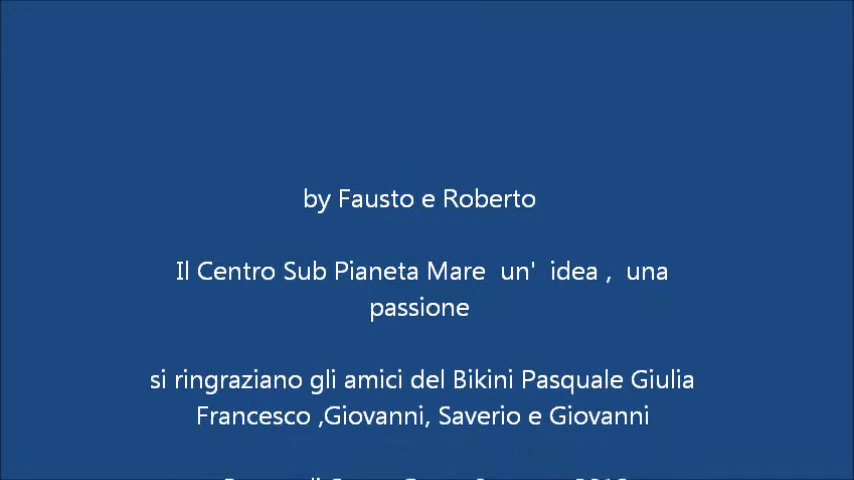 by Fausto e Roberto
Il Centro Sub Pianeta Mare un' idea , una
passione
si ringraziano gli amici del Bikini Pasquale Giulia
Francesco ,Giovanni, Saverio e Giovanni